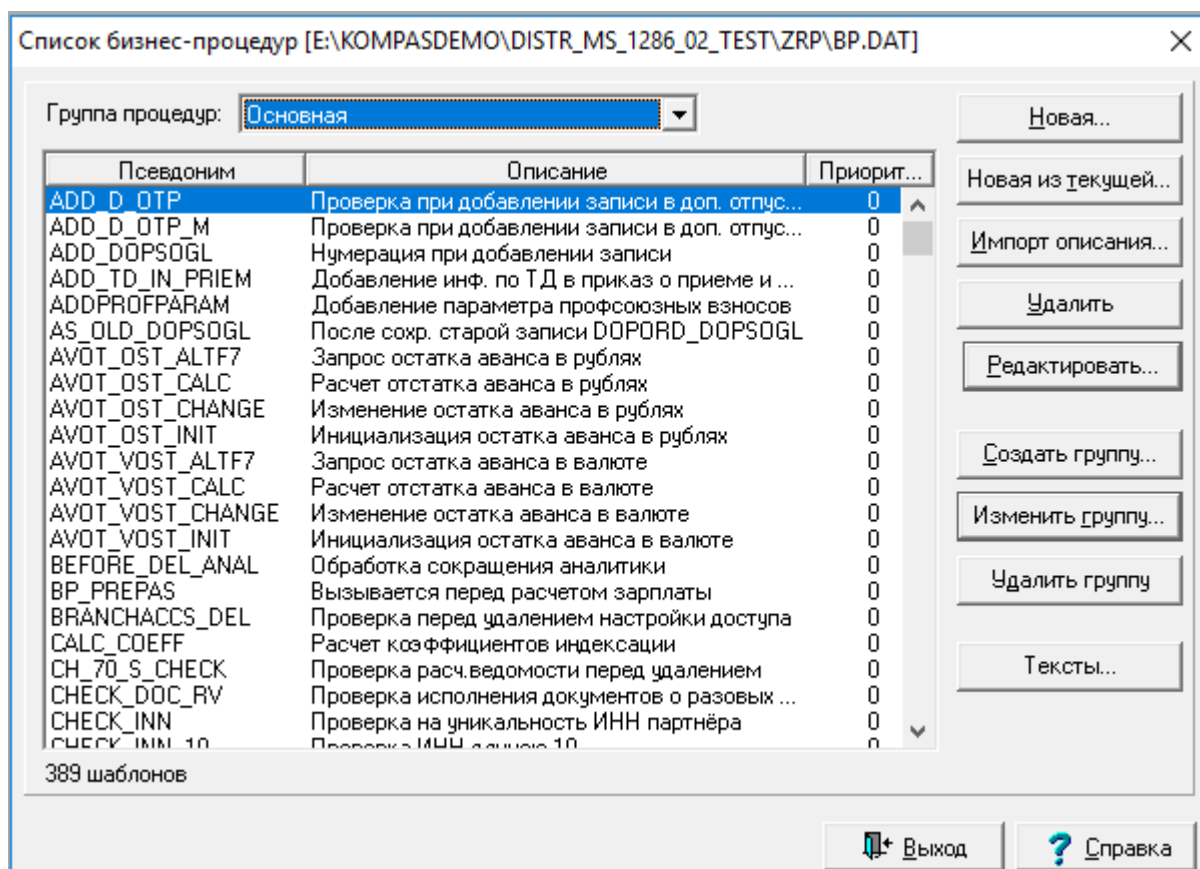 Список бизнес-процедур [E:\KOMPASDEMO\DISTR_MS_1286_02_TEST\ZRP\BP.DAT]
Группа процедур: Основная
Новая...
Псевдоним Описание Приорит...
Новая из текущей...
ADD_D_OTP Проверка при добавлении записи в доп. отпус... 0
ADD_D_OTP_M Проверка при добавлении записи в доп. отпус... 0
Импорт описания...
ADD_DOPSOGL Нумерация при добавлении записи 0
ADD_TD_IN_PRIEM Добавление инф. по ТД в приказ о приеме и ... 0
ADDPROFPARAM Добавление параметра профсоюзных взносов 0
Удалить
AS_OLD_DOPSOGL После сохр. старой записи DOPORD_DOPSOGL 0
AVOT_OST_ALTF7 Запрос остатка аванса в рублях 0
Редактировать...
AVOT_OST_CALC Расчет отстатка аванса в рублях 0
AVOT_OST_CHANGE Изменение остатка аванса в рублях 0
AVOT_OST_INIT Инициализация остатка аванса в рублях 0
AVOT_VOST_ALTF7 Запрос остатка аванса в валюте 0
Создать группу...
AVOT_VOST_CALC Расчет отстатка аванса в валюте 0
AVOT_VOST_CHANGE Изменение остатка аванса в валюте 0
Изменить группу...
AVOT_VOST_INIT Инициализация остатка аванса в валюте 0
BEFORE_DEL_ANAL Обработка сокращения аналитики 0
Удалить группу
BP_PREPAS Вызывается перед расчетом зарплаты 0
BRANCHACCS_DEL Проверка перед удалением настройки доступа 0
CALC_COEFF Расчет коэффициентов индексации 0
CH_70_S_CHECK Проверка расч.ведомости перед удалением 0
Тексты...
CHECK_DOC_RV Проверка исполнения документов о разовых ... 0
CHECK_INN Проверка на уникальность ИНН партнёра 0
CHECK_INN_10 Проверка ИНН длиною 10 0
389 шаблонов
Выход
Справка